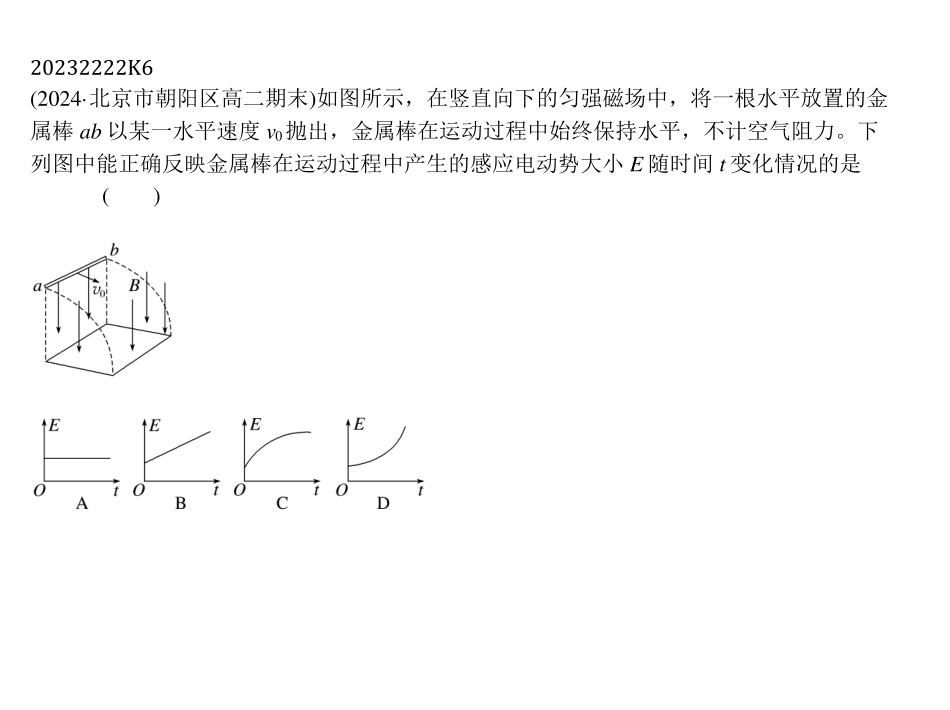 20232222K6
(2024·北京市朝阳区高二期末)如图所示，在竖直向下的匀强磁场中，将一根水平放置的金
属棒 ab 以某一水平速度 v0 抛出，金属棒在运动过程中始终保持水平，不计空气阻力。下
列图中能正确反映金属棒在运动过程中产生的感应电动势大小 E 随时间 t 变化情况的是
(　　)
b
a
v0
B
E E E E
O t O t O t O t
A B C D